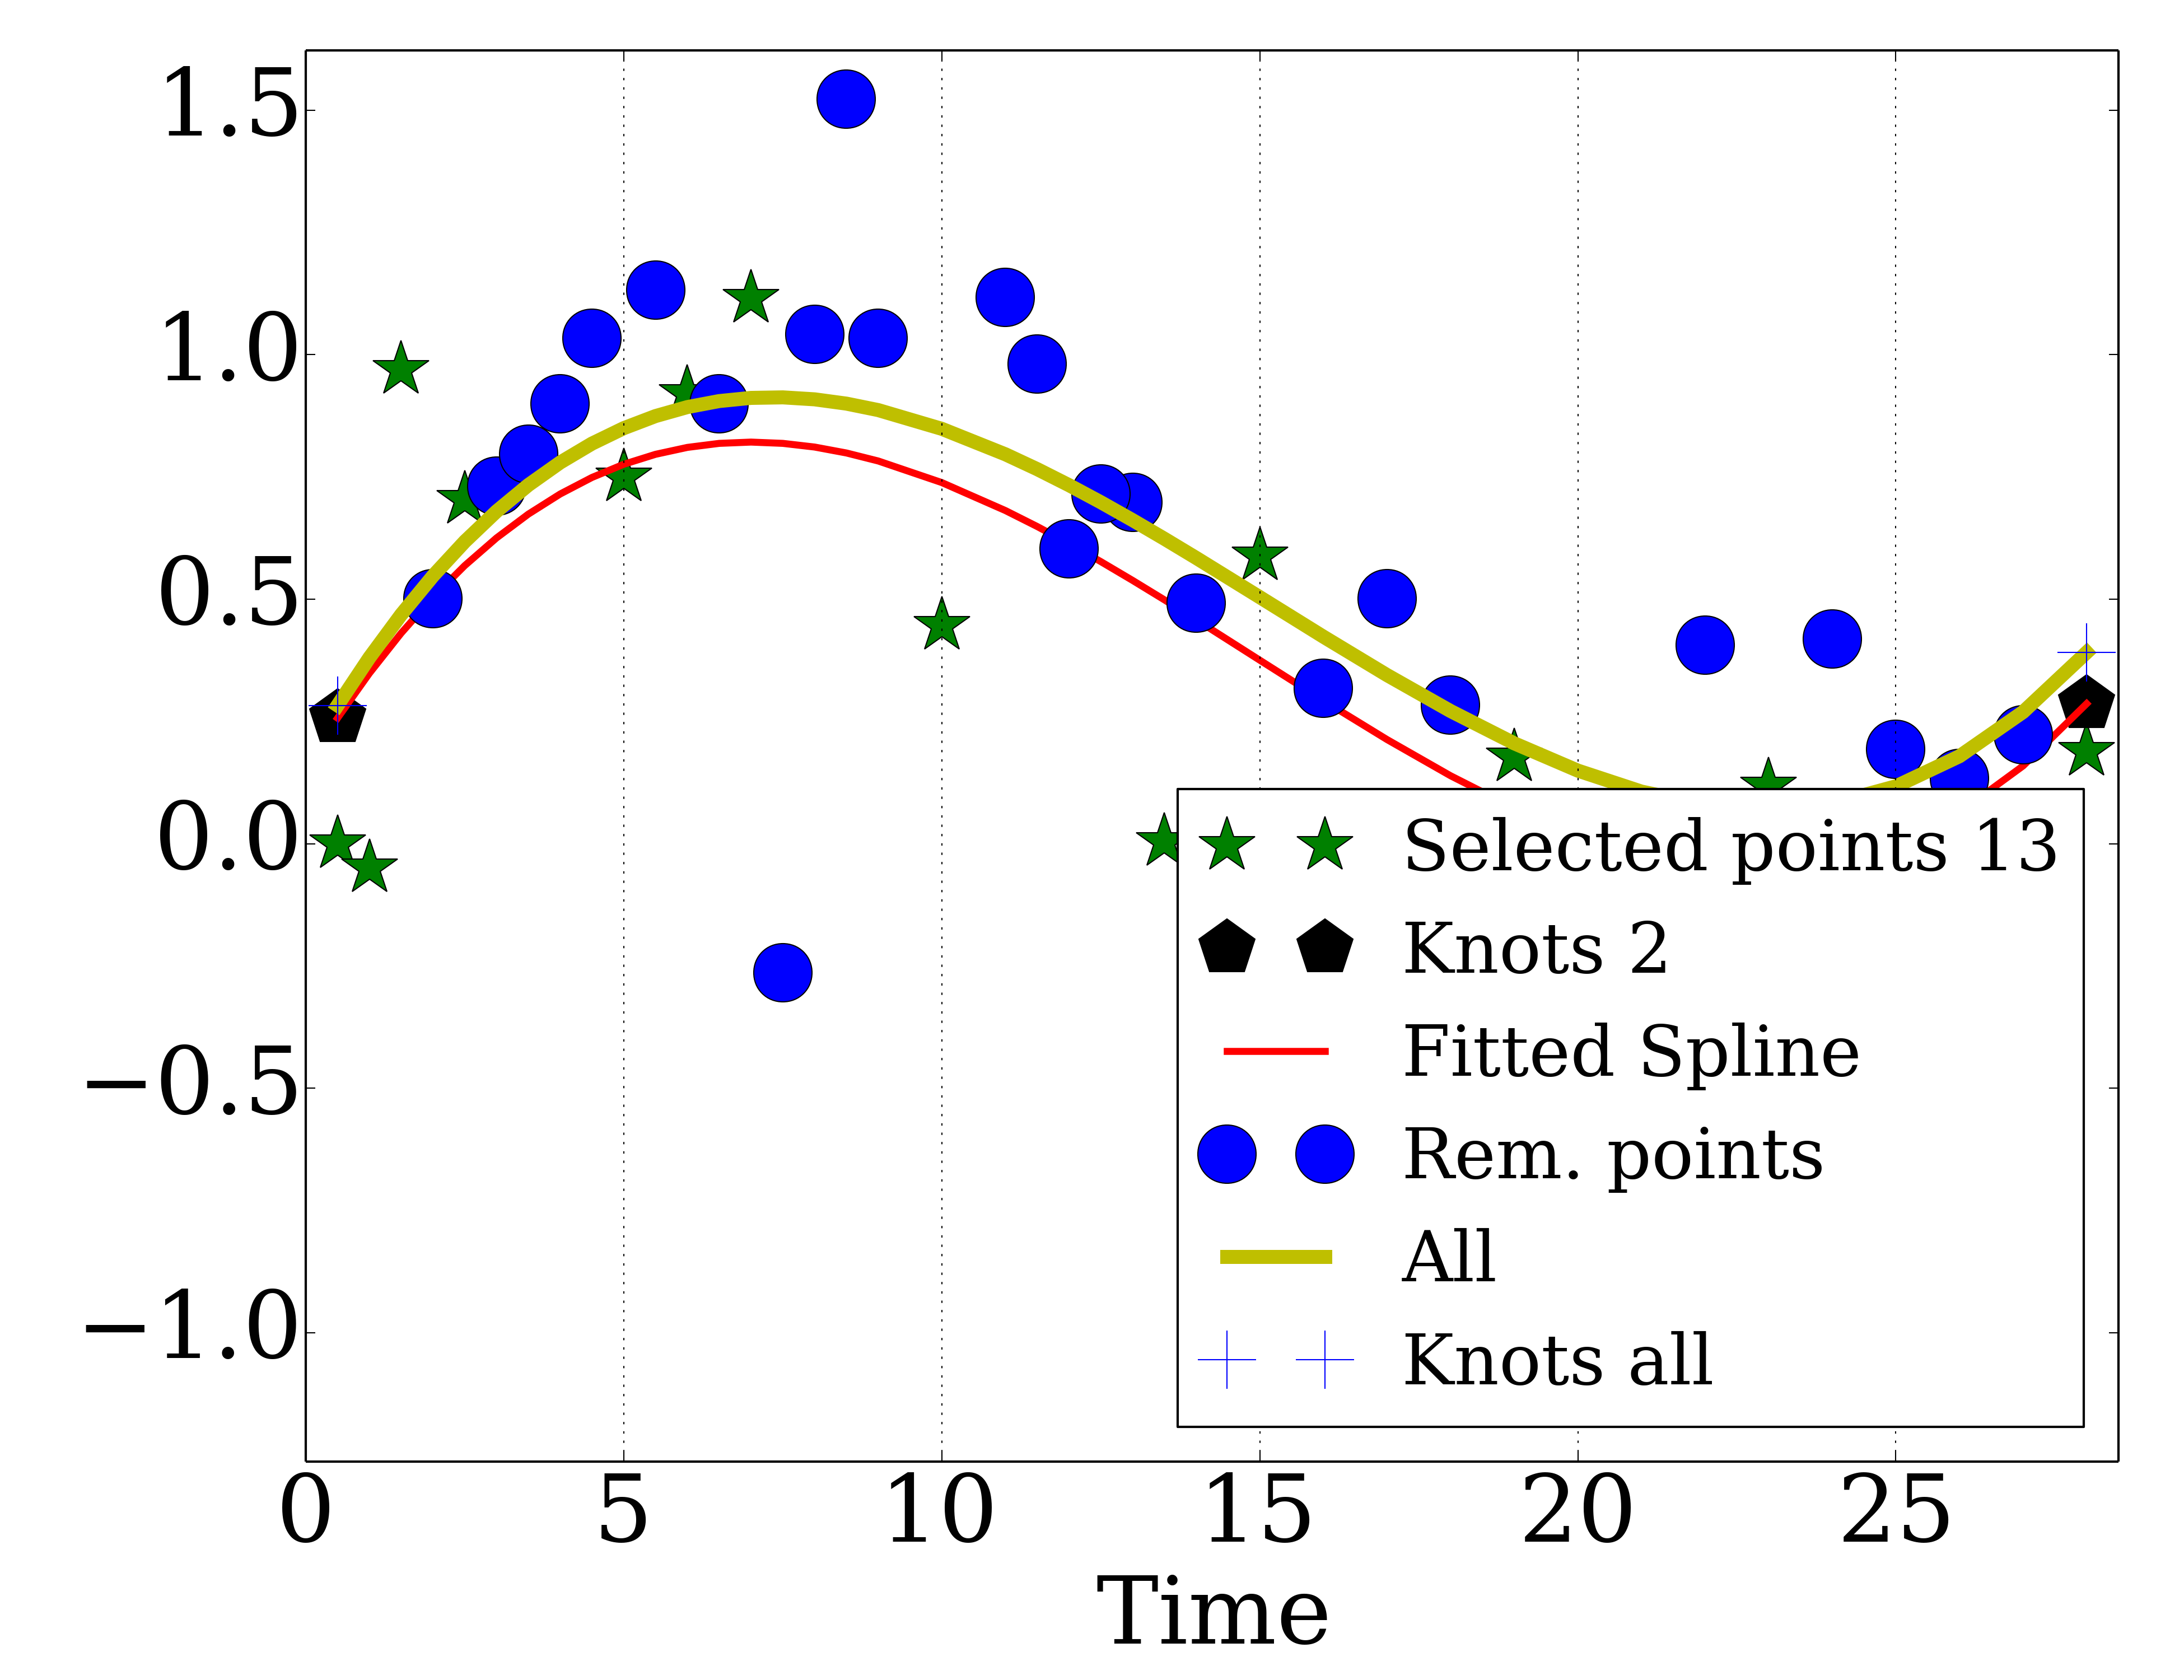 1.5
1.0
0.5
0.0
−0.5
−1.0
Selected points 13
Knots 2
Fitted Spline
Rem. points
All
Knots all
0 5 10 15 20 25
Time